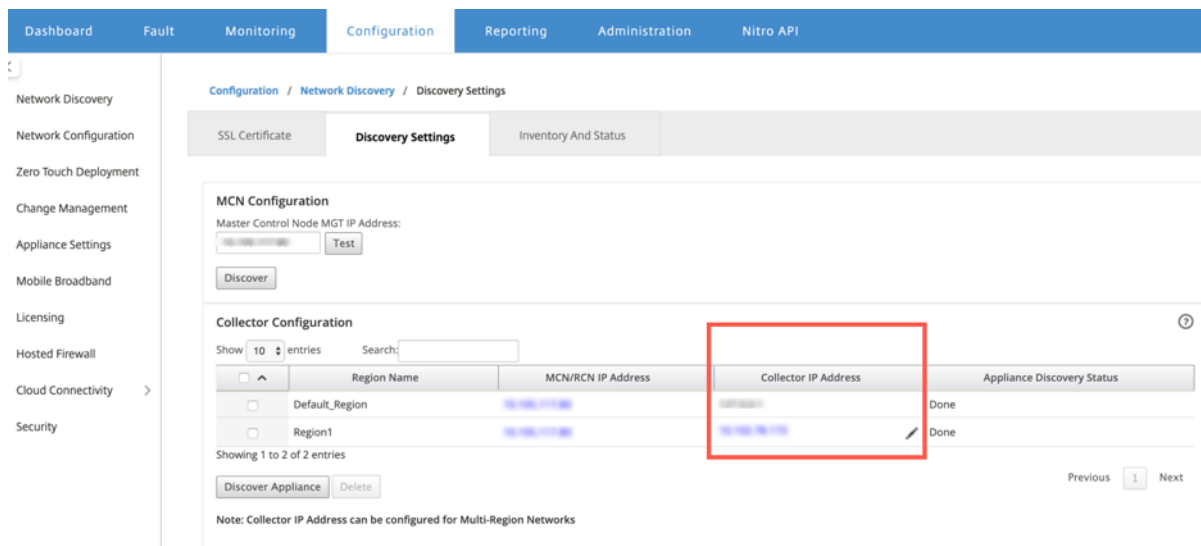 Dashboard Fault Monitoring Configuration Reporting Administration Nitro API
Network Discovery
Network Configuration
Zero Touch Deployment
Change Management
Appliance Settings
Mobile Broadband
Licensing
Hosted Firewall
Cloud Connectivity
Security
Configuration / Network Discovery / Discovery Settings
SSL Certificate Discovery Settings Inventory And Status
MCN Configuration
Master Control Node MGT IP Address:
Test
Discover
Collector Configuration
Show 10 entries Search:
Region Name MCN/RCN IP Address Collector IP Address Appliance Discovery Status
Default_Region Done
Region1 Done
Showing 1 to 2 of 2 entries
Previous 1 Next
Discover Appliance Delete
Note: Collector IP Address can be configured for Multi-Region Networks